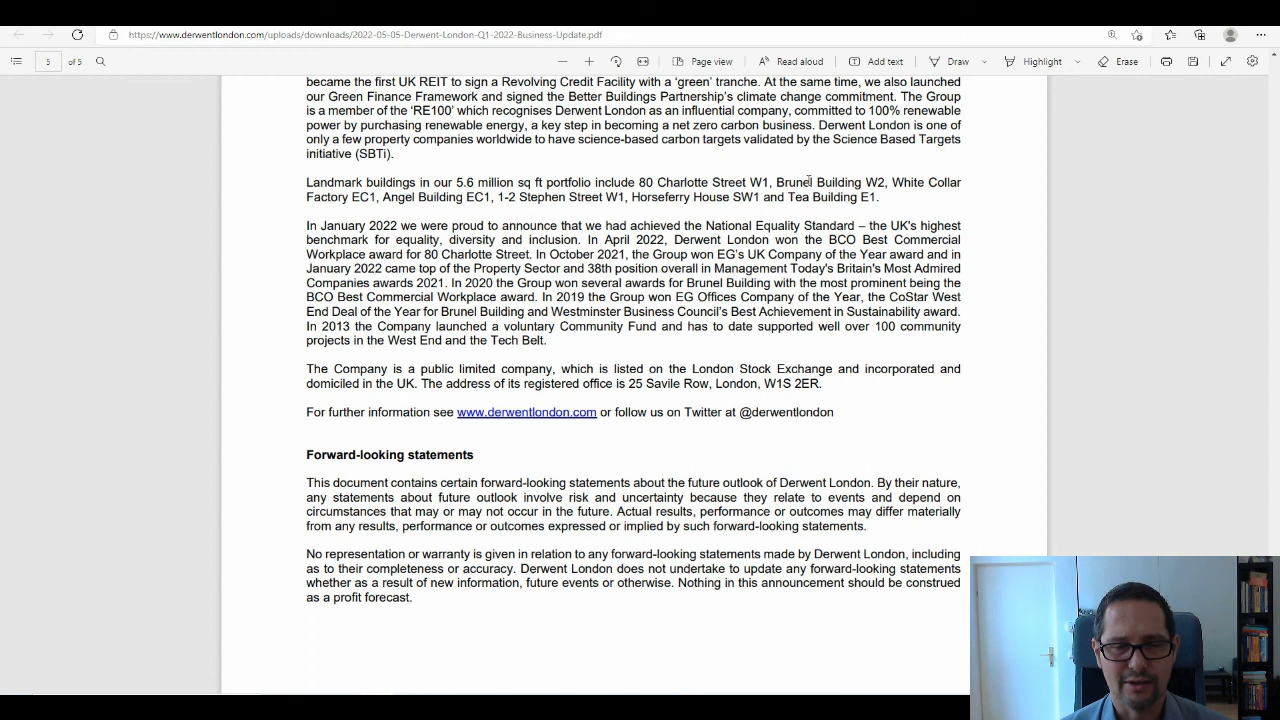 https://www.derwentlondon.com/uploads/downloads/2022-05-05-Derwent-London-Q1-2022-Business-Update.pdf
5 of 5 Page view Read aloud Add text Draw Highlight Erase
became the first UK REIT to sign a Revolving Credit Facility with a ‘green’ tranche. At the same time, we also launched
our Green Finance Framework and signed the Better Buildings Partnership’s climate change commitment. The Group
is a member of the ‘RE100’ which recognises Derwent London as an influential company, committed to 100% renewable
power by purchasing renewable energy, a key step in becoming a net zero carbon business. Derwent London is one of
only a few property companies worldwide to have science-based carbon targets validated by the Science Based Targets
initiative (SBTi).
Landmark buildings in our 5.6 million sq ft portfolio include 80 Charlotte Street W1, Brunel Building W2, White Collar
Factory EC1, Angel Building EC1, 1-2 Stephen Street W1, Horseferry House SW1 and Tea Building E1.
In January 2022 we were proud to announce that we had achieved the National Equality Standard – the UK's highest
benchmark for equality, diversity and inclusion. In April 2022, Derwent London won the BCO Best Commercial
Workplace award for 80 Charlotte Street. In October 2021, the Group won EG's UK Company of the Year award and in
January 2022 came top of the Property Sector and 38th position overall in Management Today's Britain's Most Admired
Companies awards 2021. In 2020 the Group won several awards for Brunel Building with the most prominent being the
BCO Best Commercial Workplace award. In 2019 the Group won EG Offices Company of the Year, the CoStar West
End Deal of the Year for Brunel Building and Westminster Business Council’s Best Achievement in Sustainability award.
In 2013 the Company launched a voluntary Community Fund and has to date supported well over 100 community
projects in the West End and the Tech Belt.
The Company is a public limited company, which is listed on the London Stock Exchange and incorporated and
domiciled in the UK. The address of its registered office is 25 Savile Row, London, W1S 2ER.
For further information see www.derwentlondon.com or follow us on Twitter at @derwentlondon
Forward-looking statements
This document contains certain forward-looking statements about the future outlook of Derwent London. By their nature,
any statements about future outlook involve risk and uncertainty because they relate to events and depend on
circumstances that may or may not occur in the future. Actual results, performance or outcomes may differ materially
from any results, performance or outcomes expressed or implied by such forward-looking statements.
No representation or warranty is given in relation to any forward-looking statements made by Derwent London, including
as to their completeness or accuracy. Derwent London does not undertake to update any forward-looking statements
whether as a result of new information, future events or otherwise. Nothing in this announcement should be construed
as a profit forecast.